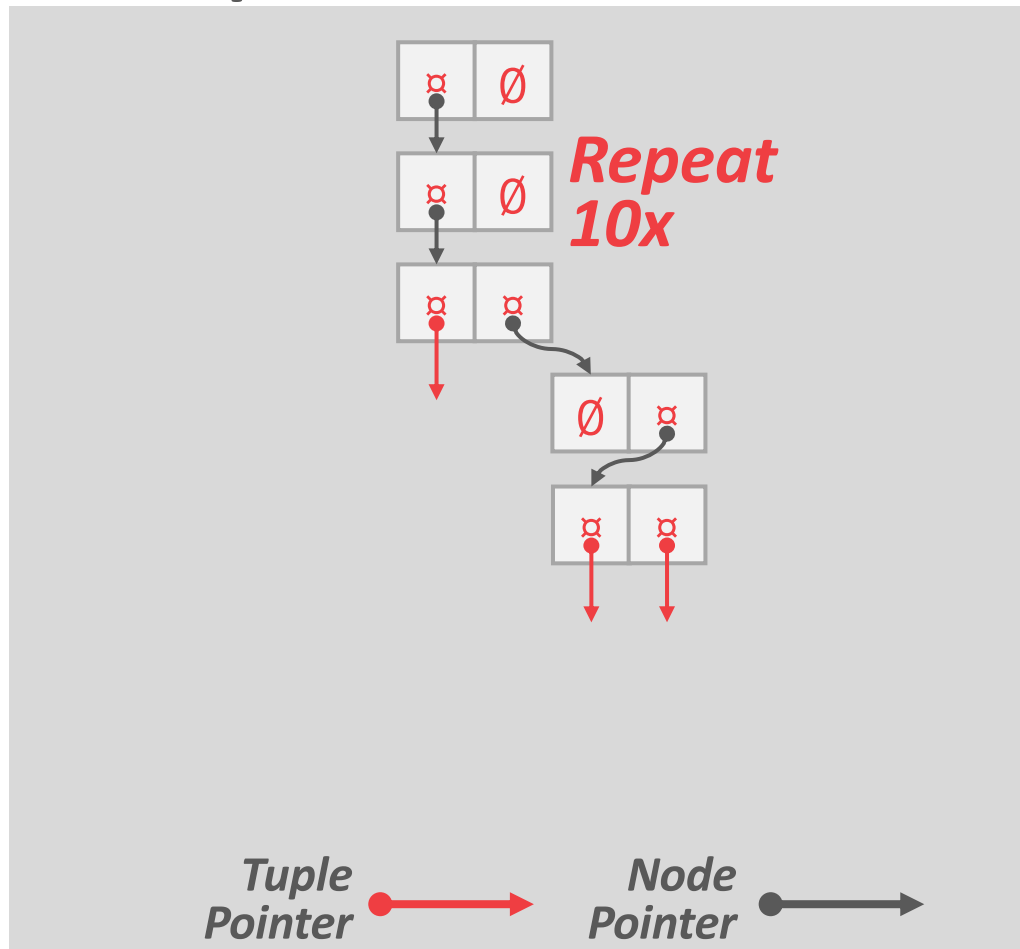 ¤ Ø
Repeat
¤ Ø
10x
¤ ¤
Ø ¤
¤ ¤
Tuple
Pointer
Node
Pointer